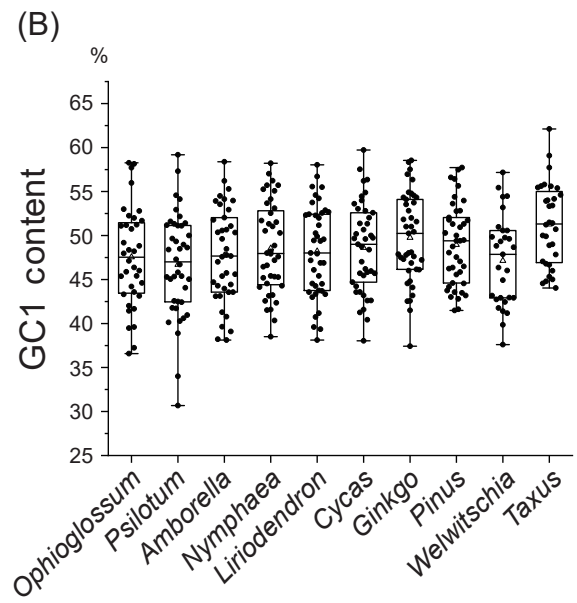 (B)
%
GC1 content
65
60
55
50
45
40
35
30
25
Ophioglossum
Psilotum
Amborella
Nymphaea
Liriodendron
Cycas
Ginkgo
Pinus
Welwitschia
Taxus